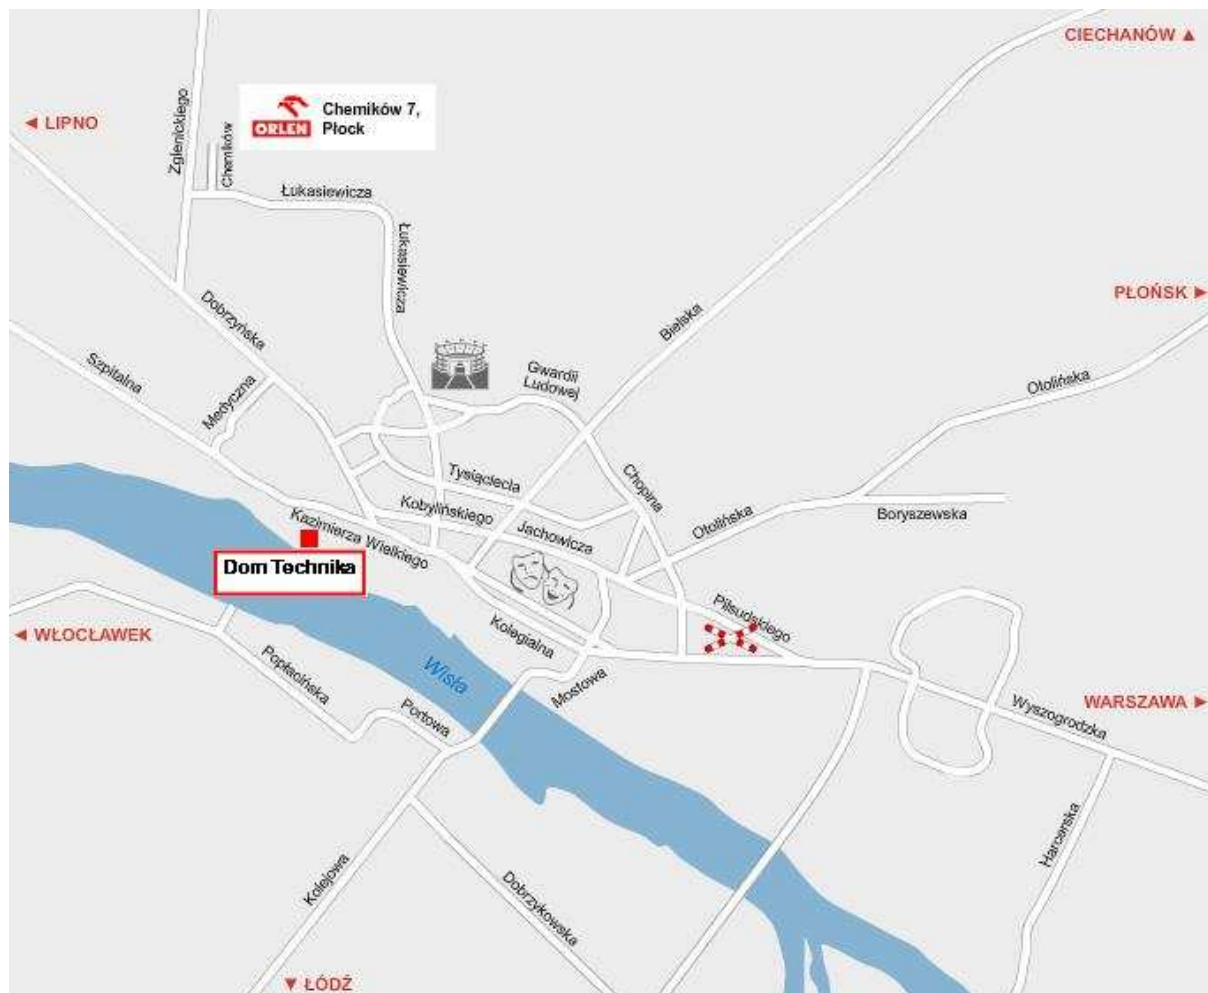 CIECHANÓW ▲
◄ LIPNO
Zglenickiego
ORLEN
Chemików 7,
Płock
Chemików
Łukasiewicza
Łukasiewicza
PŁOŃSK ►
Dobrzyńska
Bielska
Szpitalna
Medyczna
Gwardii
Ludowej
Otolińska
Tysiąclecia
Chopina
Kobylińskiego
Jachowicza
Otolińska
Boryszewska
Kazimierza Wielkiego
Dom Technika
Piłsudskiego
◄ WŁOCŁAWEK
Kolegialna
Popłacińska
Wisła
Mostowa
Portowa
WARSZAWA ►
Wyszogrodzka
Harcerska
Kolejowa
Dobrzykowska
▼ ŁÓDŹ